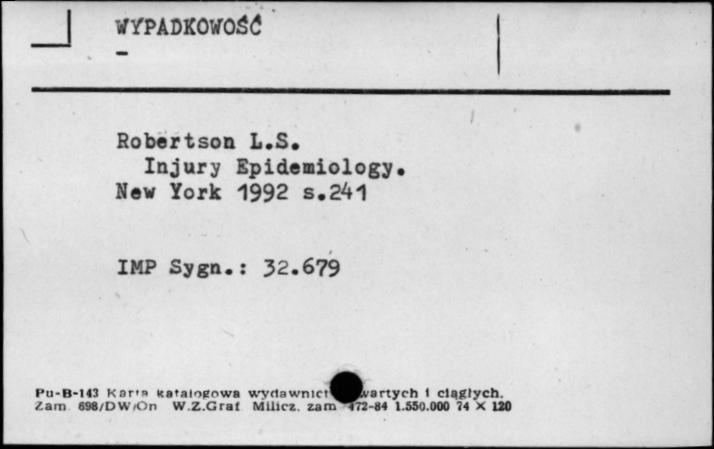 WYPADKOWOŚĆ
Robertson L.S.
Injury Epidemiology.
New York 1992 s.241
IMP Sygn.: 32.679
Pu-B-143 Karta katalogowa wydawnict wartych i ciągłych.
Zam. 698/DW/On W.Z.Graf. Milicz. zam 472-84 1.550.000 74 × 120